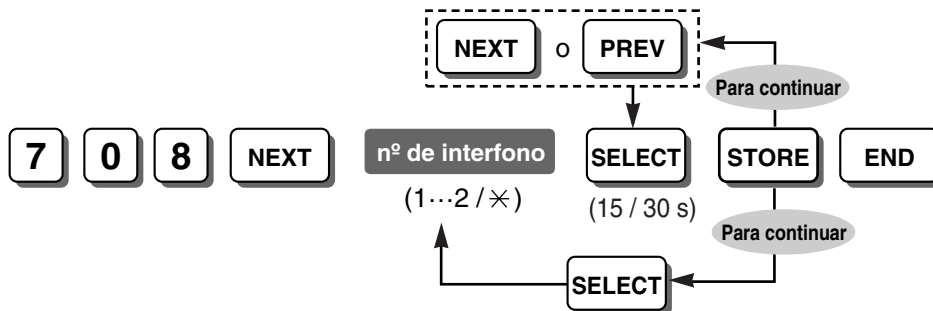 NEXT o PREV
Para continuar
7 0 8 NEXT nº de interfono SELECT STORE END
(1···2 / ✳) (15 / 30 s)
Para continuar
SELECT